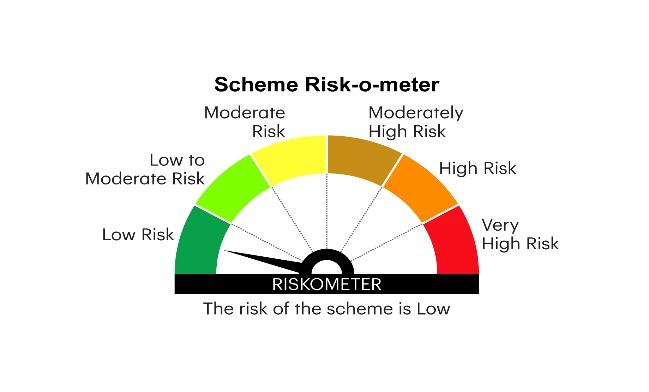 Scheme Risk-o-meter
Moderate
Risk
Moderately
High Risk
Low to
Moderate Risk
High Risk
Low Risk
Very
High Risk
RISKOMETER
The risk of the scheme is Low